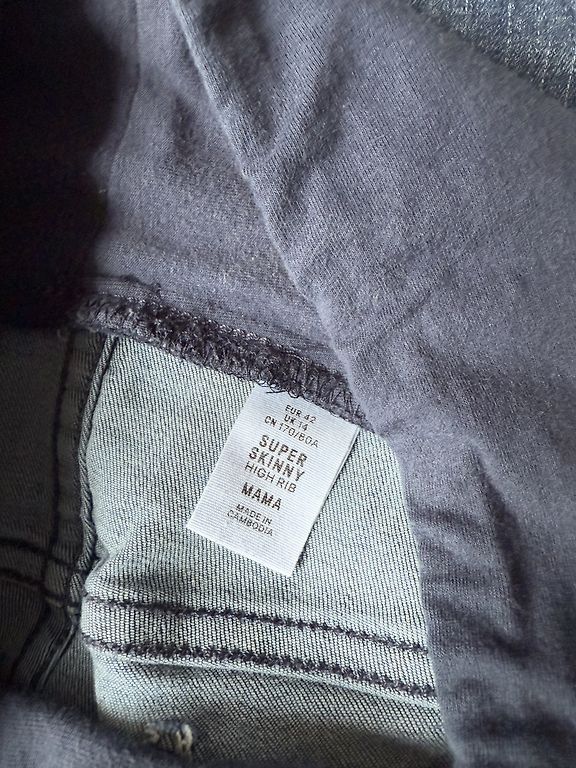 EUR 42
UK 14
CN 170/80A
SUPER
SKINNY
HIGH RIB
MAMA
MADE IN
CAMBODIA